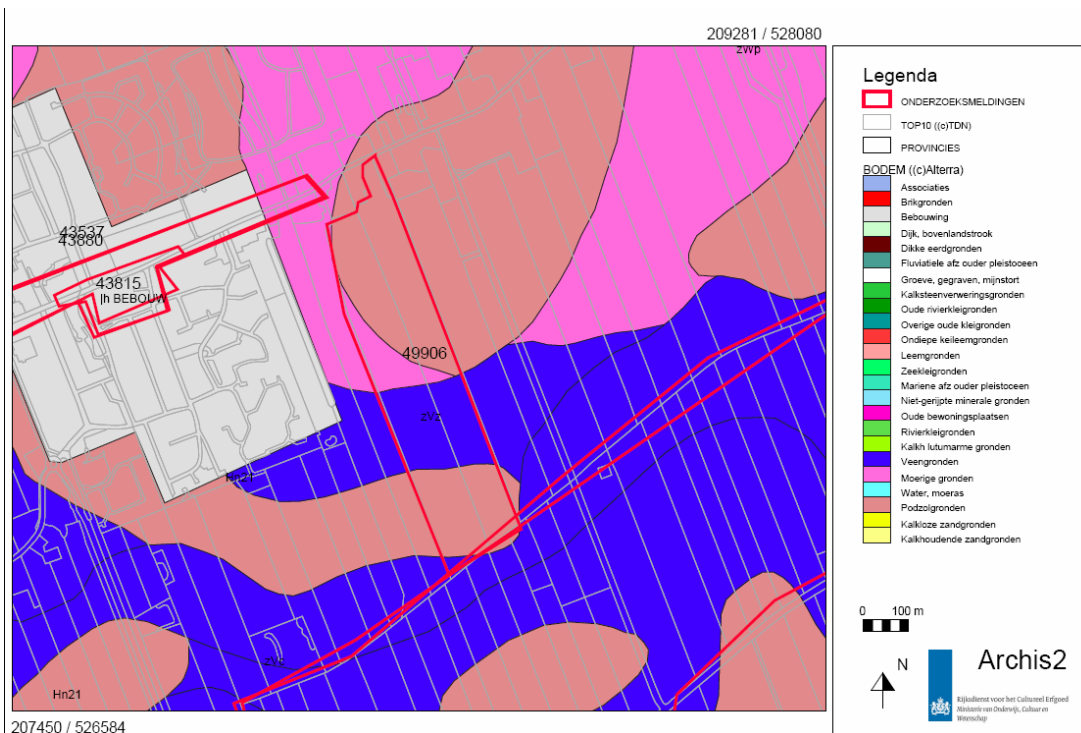 209281 / 528080
zWp
43537
43880
43815
|h BEBOUW
49906
zVz
Hn21
zVp
Hn21
207450 / 526584
Legenda
ONDERZOEKSMELDINGEN
TOP10 ((c)TDN)
PROVINCIES
BODEM ((c)Alterra)
Associaties
Brikgronden
Bebouwing
Dijk, bovenlandstrook
Dikke eerdgronden
Fluviatiele afz ouder pleistoceen
Groeve, gegraven, mijnstort
Kalksteenverweringsgronden
Oude rivierkleigronden
Overige oude kleigronden
Ondiepe keileemgronden
Leemgronden
Zeekleigronden
Mariene afz ouder pleistoceen
Niet-gerijpte minerale gronden
Oude bewoningsplaatsen
Rivierkleigronden
Kalkh lutumarme gronden
Veengronden
Moerige gronden
Water, moeras
Podzolgronden
Kalkloze zandgronden
Kalkhoudende zandgronden
0 100 m
N
Archis2
Rijksdienst voor het Cultureel Erfgoed
Ministerie van Onderwijs, Cultuur en
Wetenschap